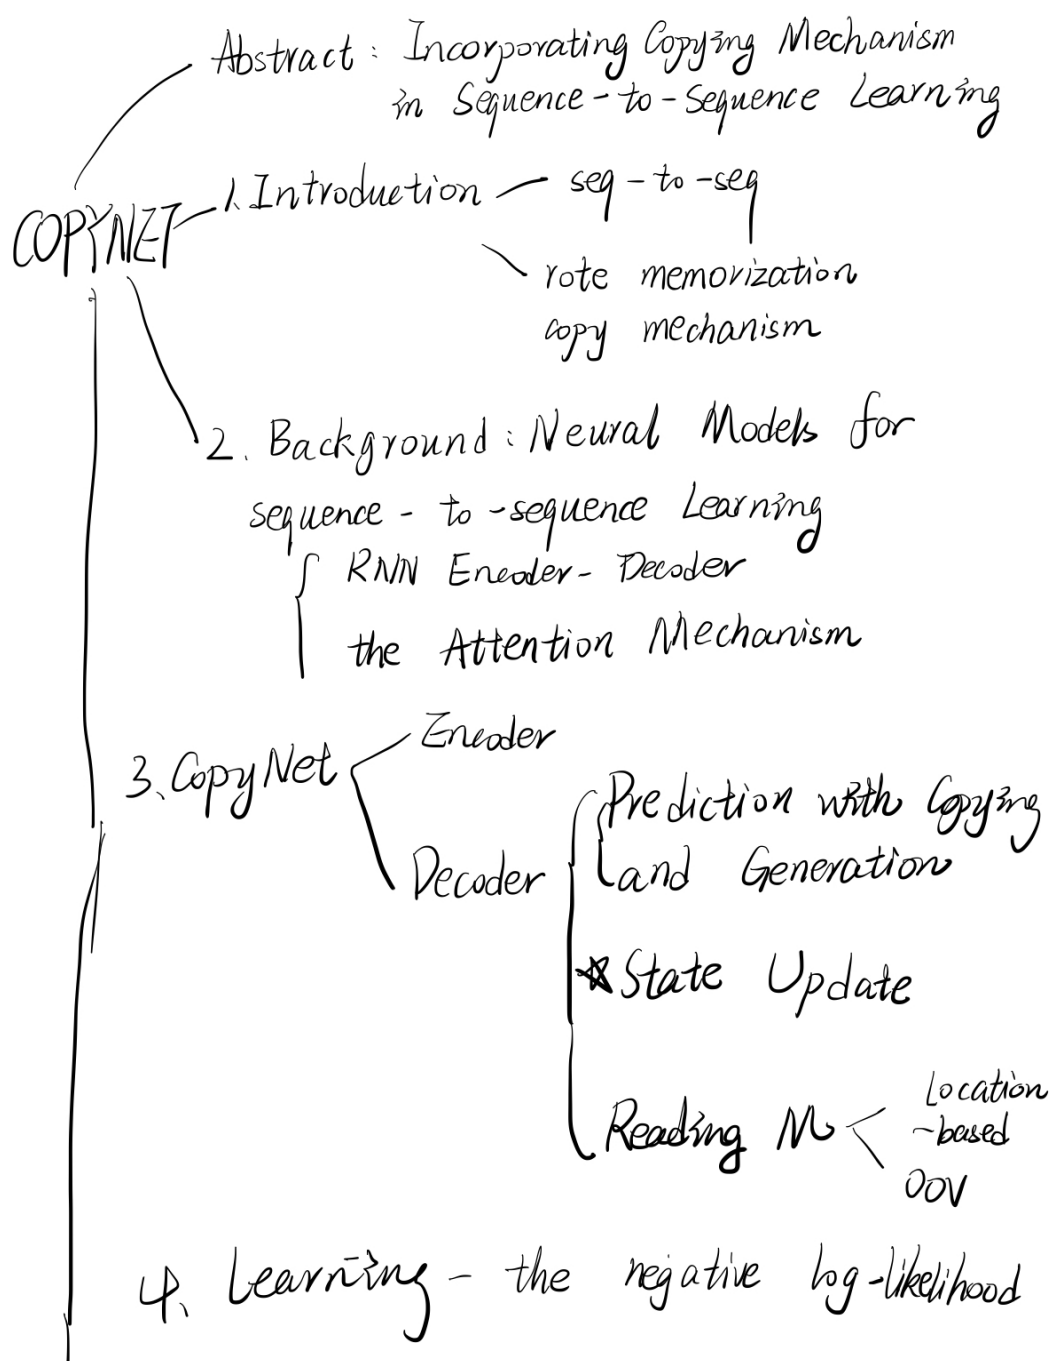 Abstract : Incorporating Copying Mechanism
in Sequence-to-Sequence Learning
COPYNET
1. Introduction
seq-to-seq
rote memorization
copy mechanism
2. Background : Neural Models for
sequence-to-sequence Learning
RNN Encoder-Decoder
the Attention Mechanism
3. CopyNet
Encoder
Decoder
Prediction with Copying
and Generation
State Update
Reading M
Location
-based
OOV
4. Learning - the negative log-likelihood